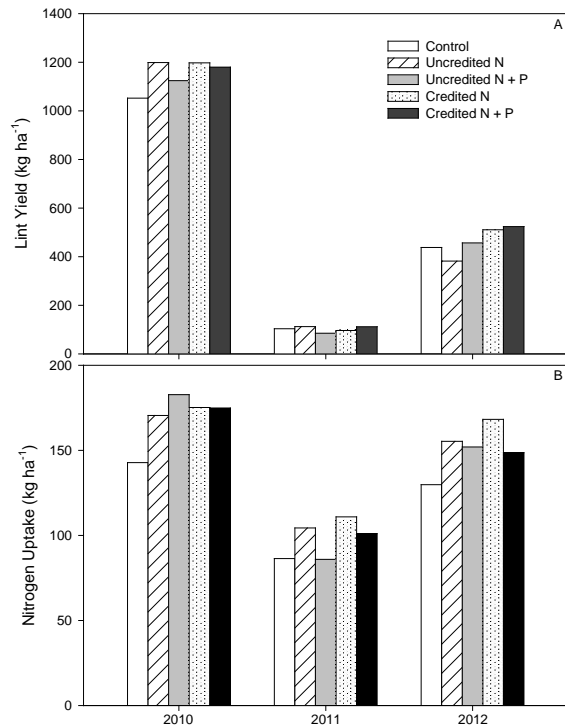 A
1400
1200
1000
800
600
400
200
0
Lint Yield (kg ha⁻¹)
Control
Uncredited N
Uncredited N + P
Credited N
Credited N + P
B
200
150
100
50
0
Nitrogen Uptake (kg ha⁻¹)
2010 2011 2012